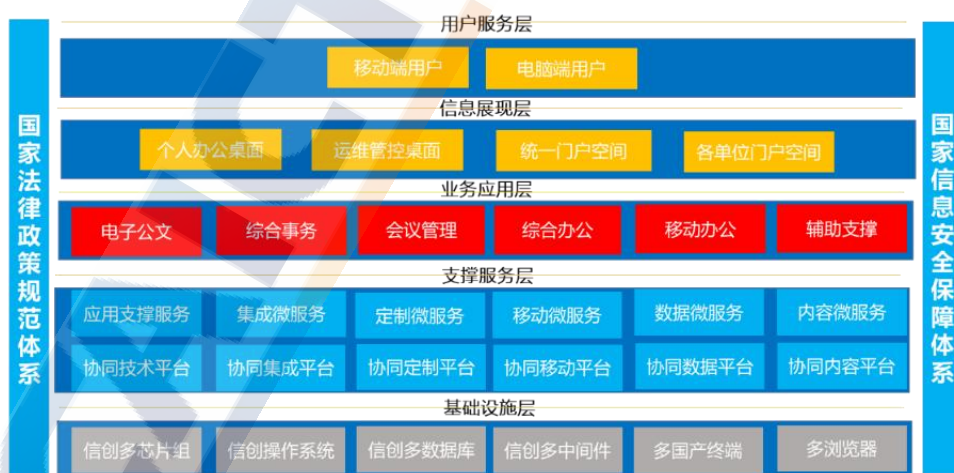 用户服务层
移动端用户 电脑端用户
信息展现层
个人办公桌面 运维管控桌面 统一门户空间 各单位门户空间
业务应用层
电子公文 综合事务 会议管理 综合办公 移动办公 辅助支撑
支撑服务层
应用支撑服务 集成微服务 定制微服务 移动微服务 数据微服务 内容微服务
协同技术平台 协同集成平台 协同定制平台 协同移动平台 协同数据平台 协同内容平台
基础设施层
信创多芯片组 信创操作系统 信创多数据库 信创多中间件 多国产终端 多浏览器
国家法律政策规范体系
国家信息安全保障体系